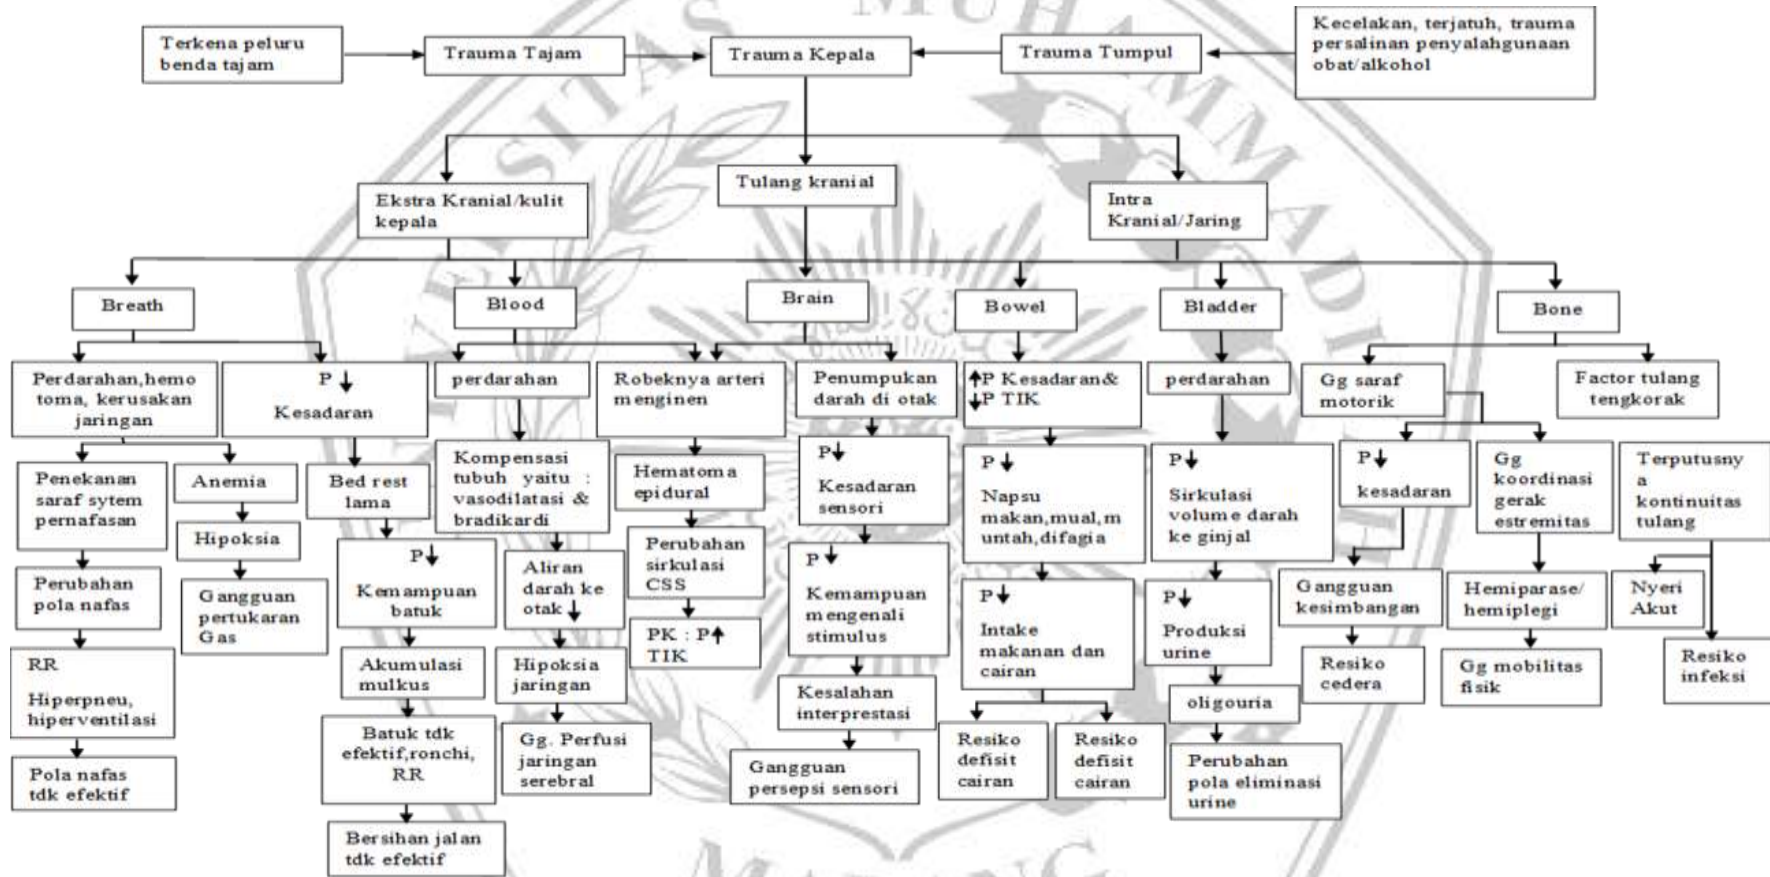 UNIVERSITAS MUHAMMADIYAH
MALANG
Terkena peluru
benda tajam
Trauma Tajam
Trauma Kepala
Trauma Tumpul
Kecelakan, terjatuh, trauma
persalinan penyalahgunaan
obat/alkohol
Ekstra Kranial/kulit
kepala
Tulang kranial
Intra
Kranial/Jaring
Breath
Blood
Brain
Bowel
Bladder
Bone
Perdarahan,hemo
toma, kerusakan
jaringan
P ↓
Kesadaran
perdarahan
Robeknya arteri
menginen
Penumpukan
darah di otak
↑P Kesadaran&
↓P TIK
perdarahan
Gg saraf
motorik
Factor tulang
tengkorak
Penekanan
saraf sytem
pernafasan
Anemia
Bed rest
lama
Kompensasi
tubuh yaitu :
vasodilatasi &
bradikardi
Hematoma
epidural
P↓
Kesadaran
sensori
P↓
Napsu
makan,mual,m
untah,difagia
P↓
Sirkulasi
volume darah
ke ginjal
P↓
kesadaran
Gg
koordinasi
gerak
estremitas
Terputusny
a
kontinuitas
tulang
Hipoksia
Perubahan
pola nafas
Gangguan
pertukaran
Gas
P↓
Kemampuan
batuk
Aliran
darah ke
otak↓
Perubahan
sirkulasi
CSS
P↓
Kemampuan
mengenali
stimulus
P↓
Intake
makanan dan
cairan
P↓
Produksi
urine
Gangguan
kesimbangan
Hemiparase/
hemiplegi
Nyeri
Akut
RR
Hiperpneu,
hiperventilasi
Akumulasi
mulkus
Hipoksia
jaringan
PK : P↑
TIK
Kesalahan
interprestasi
oligouria
Resiko
cedera
Gg mobilitas
fisik
Resiko
infeksi
Pola nafas
tdk efektif
Batuk tdk
efektif,ronchi,
RR
Gg. Perfusi
jaringan
serebral
Gangguan
persepsi sensori
Resiko
defisit
cairan
Resiko
defisit
cairan
Perubahan
pola eliminasi
urine
Bersihan jalan
tdk efektif